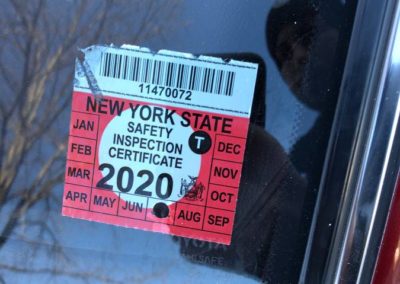 11470072
NEW YORK STATE
SAFETY
INSPECTION
CERTIFICATE
T
2020
JAN
FEB
MAR
APR
MAY
JUN
AUG
SEP
OCT
NOV
DEC
TOYOTA